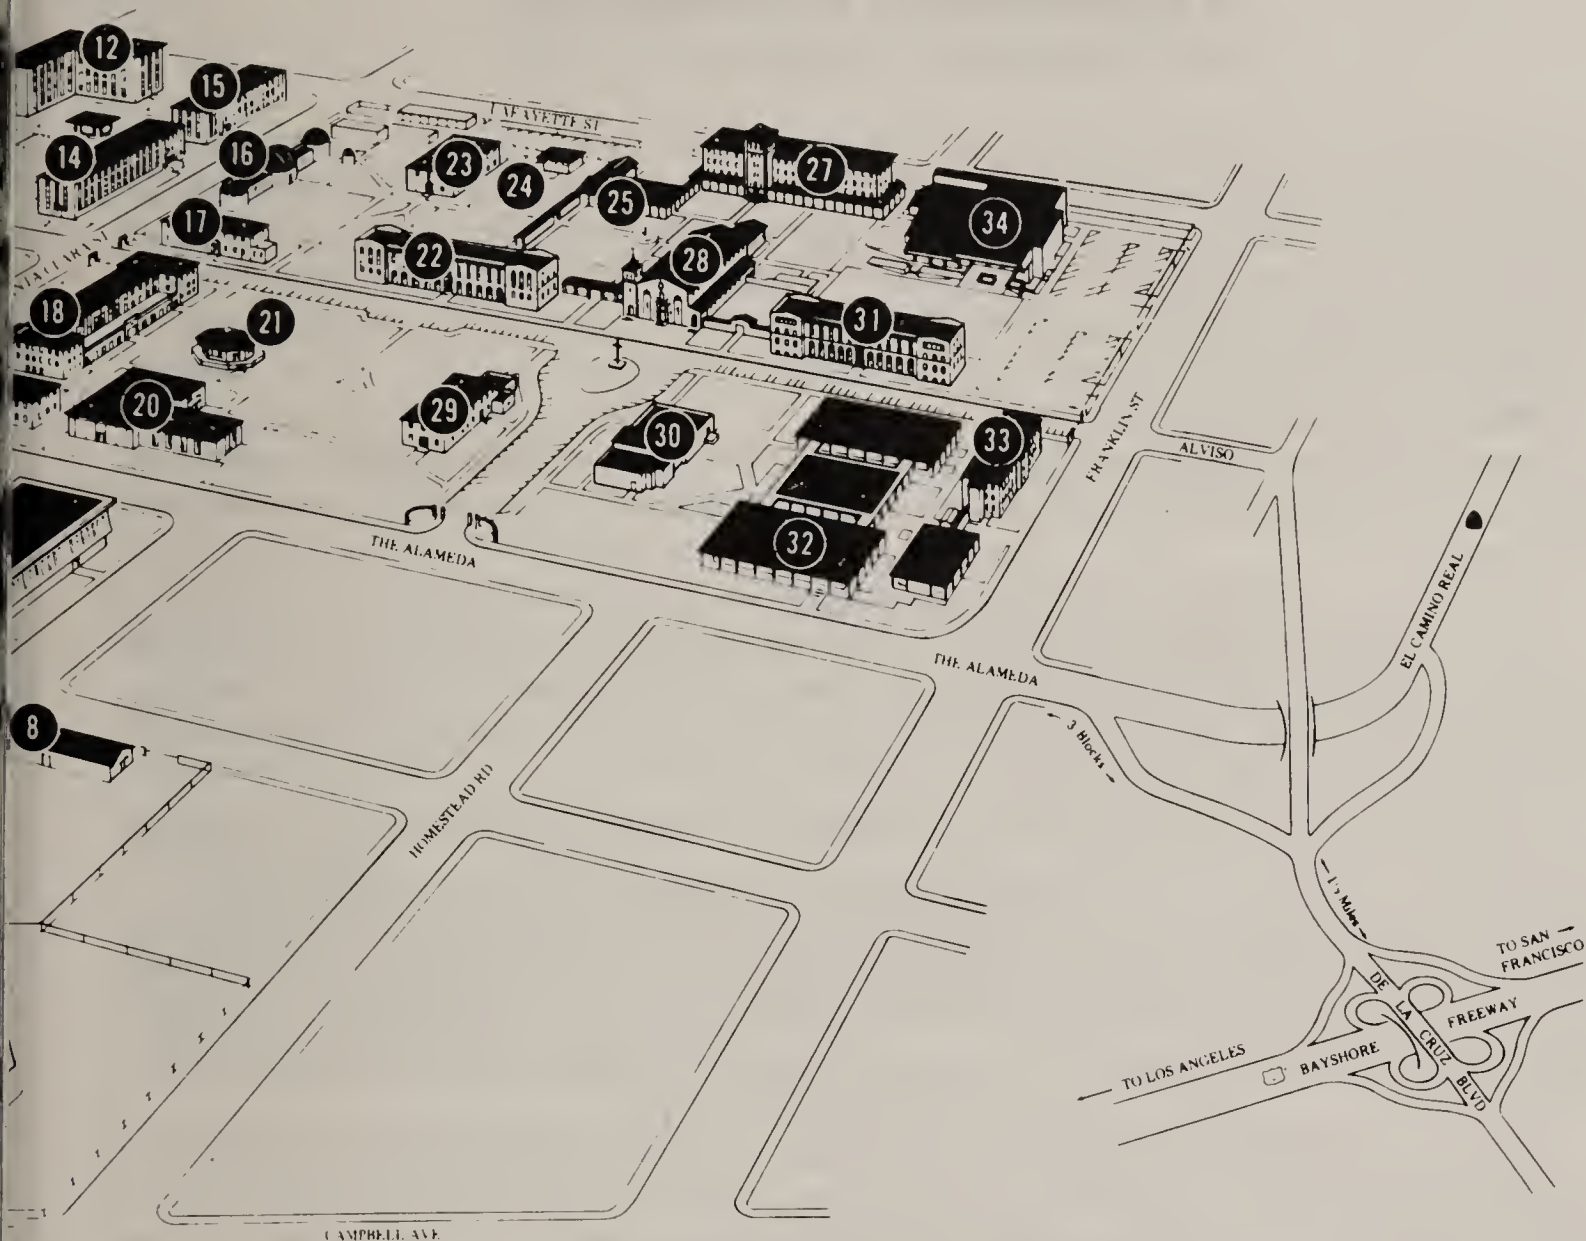 12
15
LAFAYETTE ST
14
16
23
24
27
25
34
17
22
28
18
21
31
20
29
30
33
FRANKLIN ST
ALVISO
32
THE ALAMEDA
EL CAMINO REAL
THE ALAMEDA
← 3 Blocks →
8
HOMESTEAD RD
TO SAN →
FRANCISCO
DE LA CRUZ BLVD
FREEWAY
BAYSHORE
← TO LOS ANGELES
CAMPBELL AVE